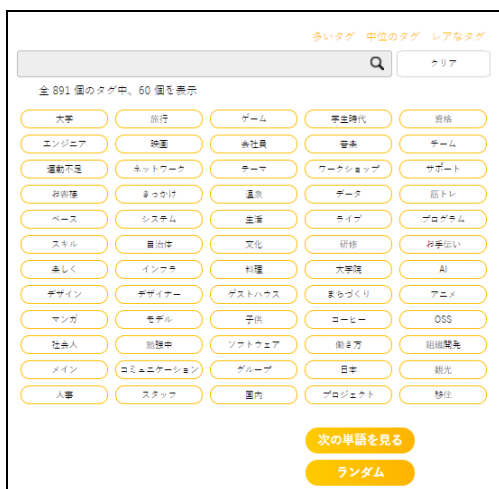 多いタグ 中位のタグ レアなタグ
クリア
全 891 個のタグ中、60 個を表示
大学 旅行 ゲーム 学生時代 資格
エンジニア 映画 会社員 音楽 チーム
運動不足 ネットワーク テーマ ワークショップ サポート
お客様 きっかけ 温泉 データ 筋トレ
ベース システム 生活 ライブ プログラム
スキル 自治体 文化 研修 お手伝い
楽しく インフラ 料理 大学院 AI
デザイン デザイナー ゲストハウス まちづくり アニメ
マンガ モデル 子供 コーヒー OSS
社会人 勉強中 ソフトウェア 働き方 組織開発
メイン コミュニケーション グループ 日本 観光
人事 スタッフ 国内 プロジェクト 移住
次の単語を見る
ランダム